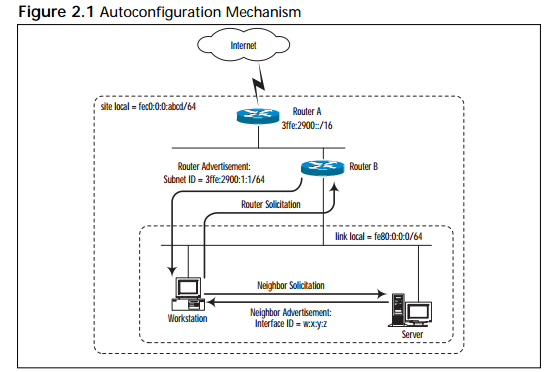 Figure 2.1 Autoconfiguration Mechanism
Internet
site local = fec0:0:0:abcd/64
Router A
3ffe:2900::/16
Router Advertisement:
Subnet ID = 3ffe:2900:1:1/64
Router B
Router Solicitation
link local = fe80:0:0:0/64
Neighbor Solicitation
Workstation
Neighbor Advertisement:
Interface ID = w:x:y:z
Server